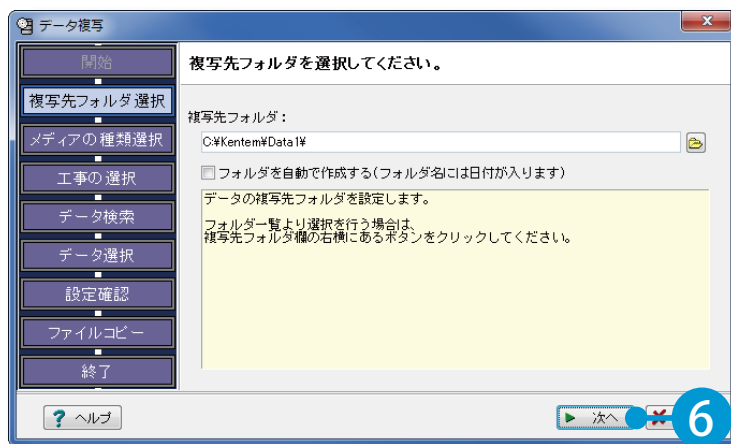 データ複写
開始
複写先フォルダ選択
メディアの種類選択
工事の選択
データ検索
データ選択
設定確認
ファイルコピー
終了
複写先フォルダを選択してください。
複写先フォルダ：
C:¥Kentem¥Data1¥
フォルダを自動で作成する(フォルダ名には日付が入ります)
データの複写先フォルダを設定します。
フォルダ一覧より選択を行う場合は、
複写先フォルダ欄の右横にあるボタンをクリックしてください。
? ヘルプ
次へ
6